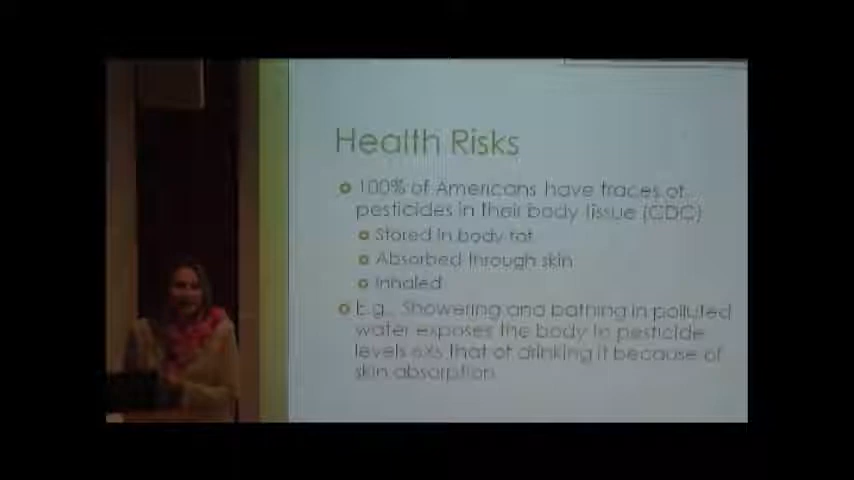 Health Risks
100% of Americans have traces of
pesticides in their body tissue (CDC)
Stored in body fat
Absorbed through skin
Inhaled
E.g., Showering and bathing in polluted
water exposes the body to pesticide
levels 6xs that of drinking it because of
skin absorption